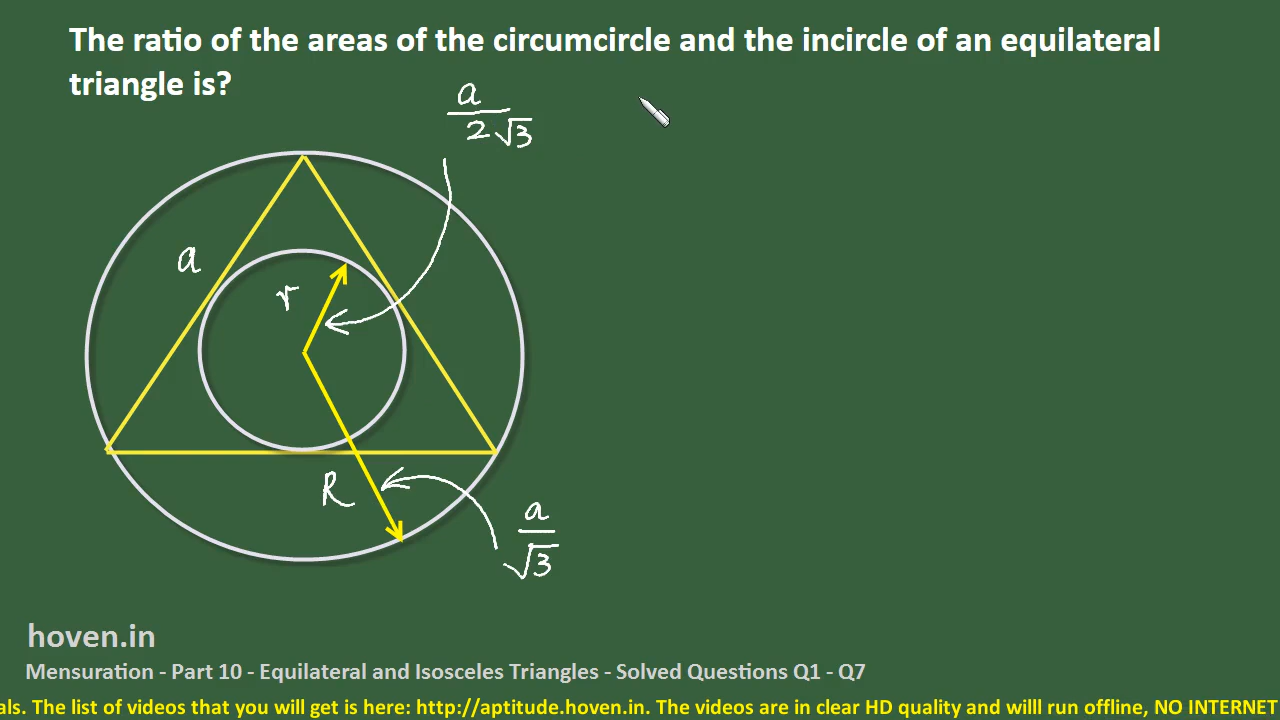 The ratio of the areas of the circumcircle and the incircle of an equilateral
triangle is?
a
2√3
a
r
R
a
√3
hoven.in
Mensuration - Part 10 - Equilateral and Isosceles Triangles - Solved Questions Q1 - Q7
als. The list of videos that you will get is here: http://aptitude.hoven.in. The videos are in clear HD quality and willl run offline, NO INTERNET